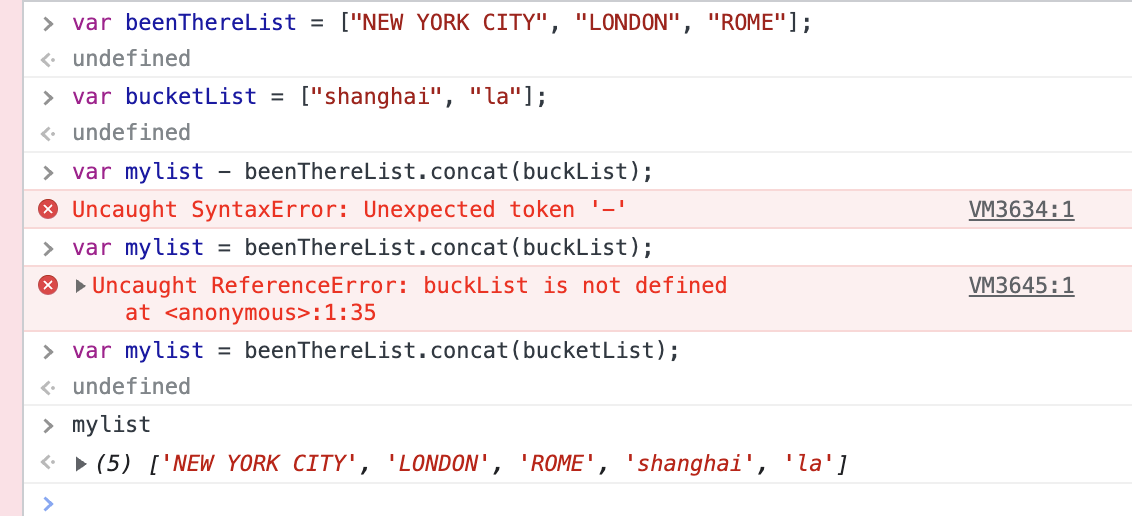 var beenThereList = ["NEW YORK CITY", "LONDON", "ROME"];
undefined
var bucketList = ["shanghai", "la"];
undefined
var mylist - beenThereList.concat(buckList);
Uncaught SyntaxError: Unexpected token '-' VM3634:1
var mylist = beenThereList.concat(buckList);
Uncaught ReferenceError: buckList is not defined VM3645:1
at <anonymous>:1:35
var mylist = beenThereList.concat(bucketList);
undefined
mylist
(5) ['NEW YORK CITY', 'LONDON', 'ROME', 'shanghai', 'la']